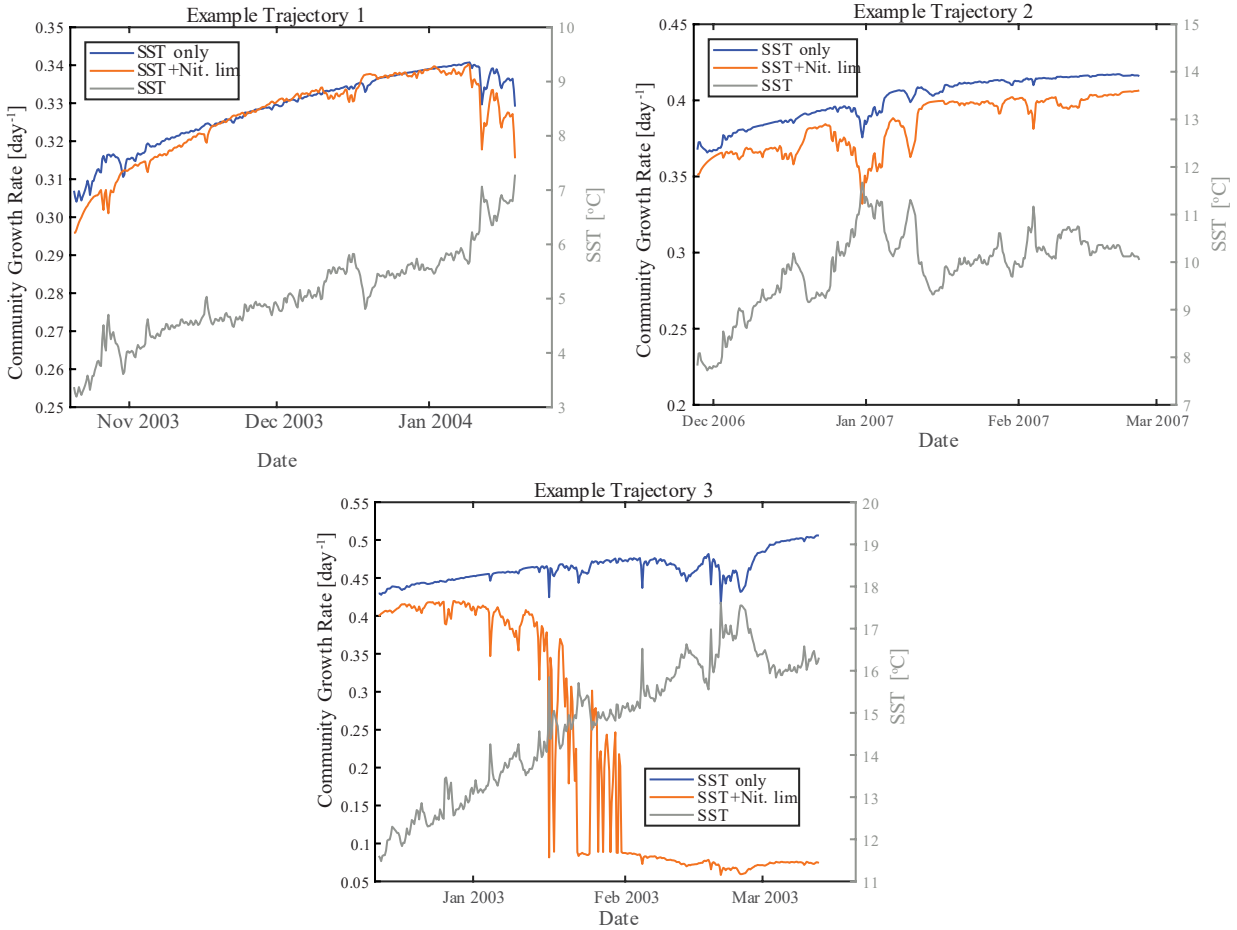 Example Trajectory 1
0.35
0.34
0.33
0.32
0.31
0.30
0.29
0.28
0.27
0.26
0.25
Community Growth Rate [day-1]
SST only
SST+Nit. lim
SST
10
9
8
7
6
5
4
3
SST [oC]
Nov 2003
Dec 2003
Jan 2004
Date
Example Trajectory 2
0.45
0.4
0.35
0.3
0.25
0.2
Community Growth Rate [day-1]
SST only
SST+Nit. lim
SST
15
14
13
12
11
10
9
8
7
SST [oC]
Dec 2006
Jan 2007
Feb 2007
Mar 2007
Date
Example Trajectory 3
0.55
0.5
0.45
0.4
0.35
0.3
0.25
0.2
0.15
0.1
0.05
Community Growth Rate [day-1]
SST only
SST+Nit. lim
SST
20
19
18
17
16
15
14
13
12
11
SST [oC]
Jan 2003
Feb 2003
Mar 2003
Date